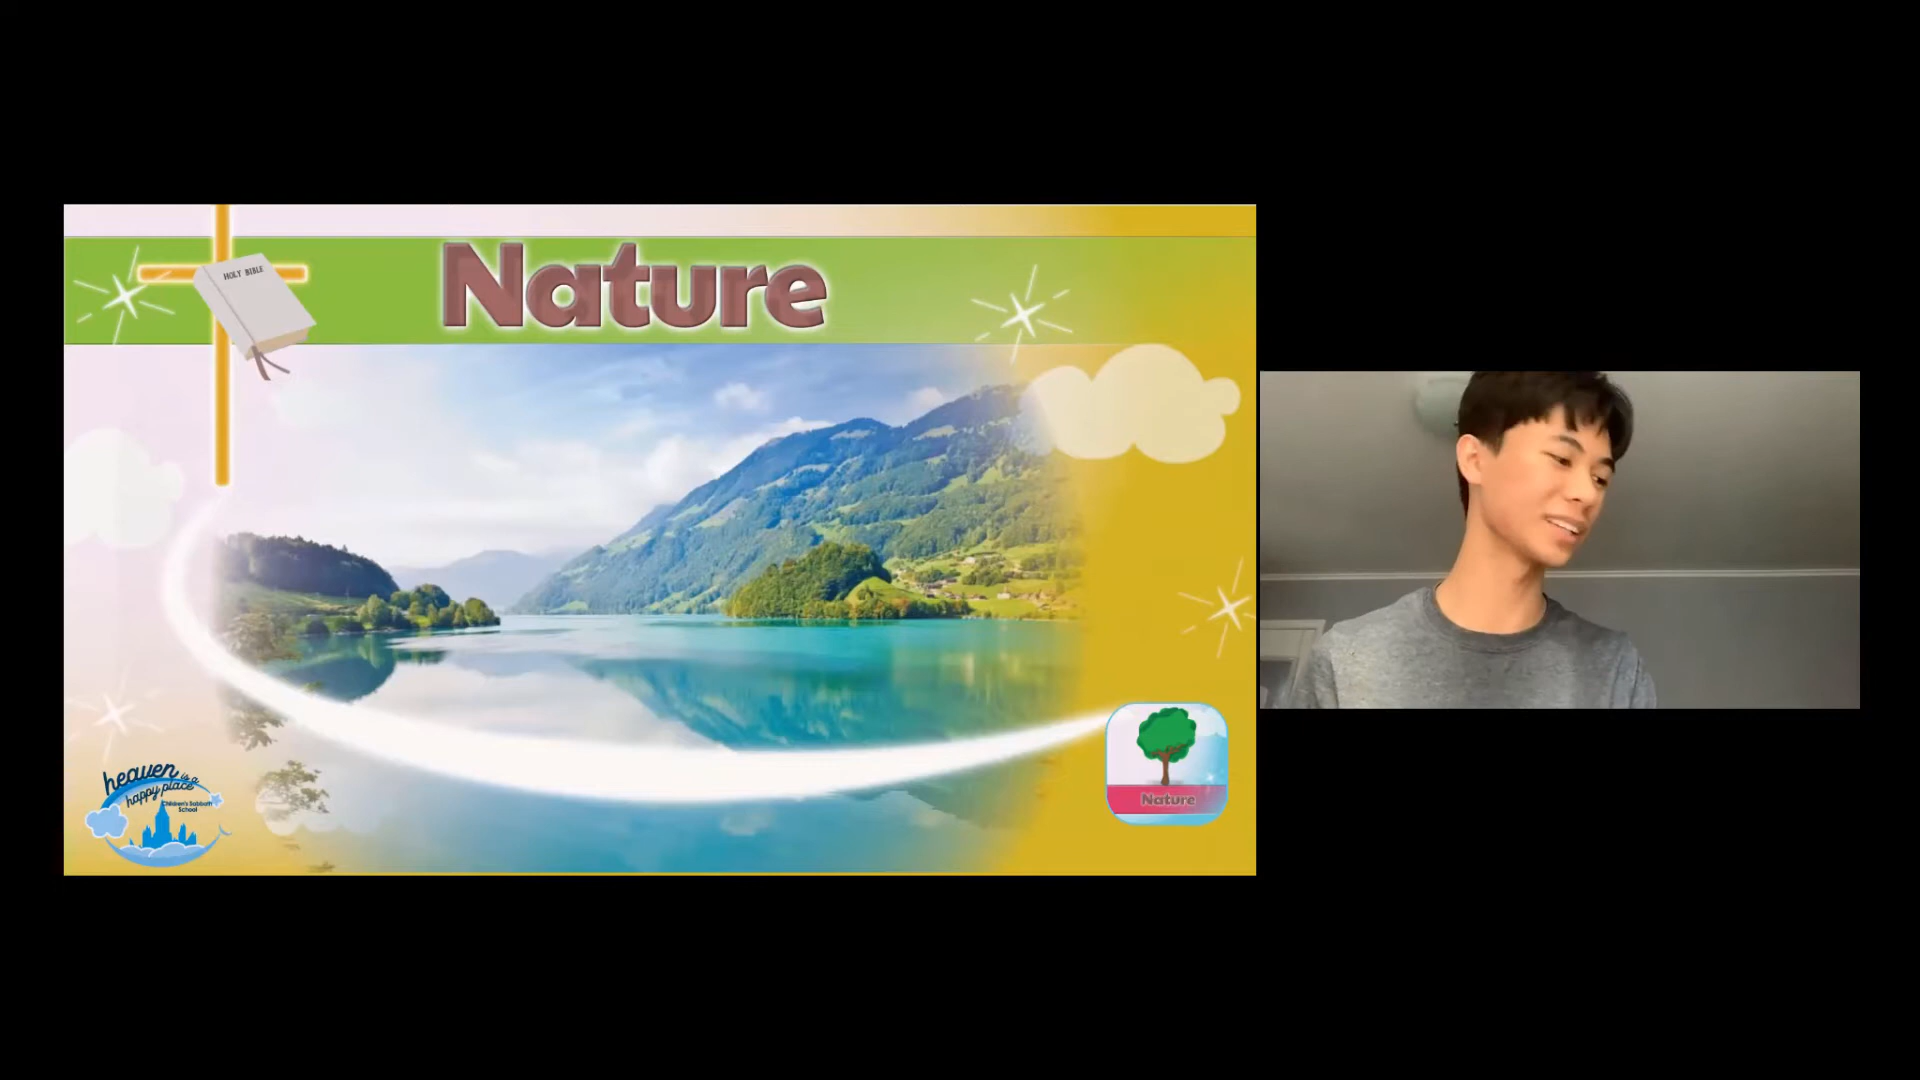 Nature
HOLY BIBLE
heaven is a
happy place
Children's Sabbath
School
Nature